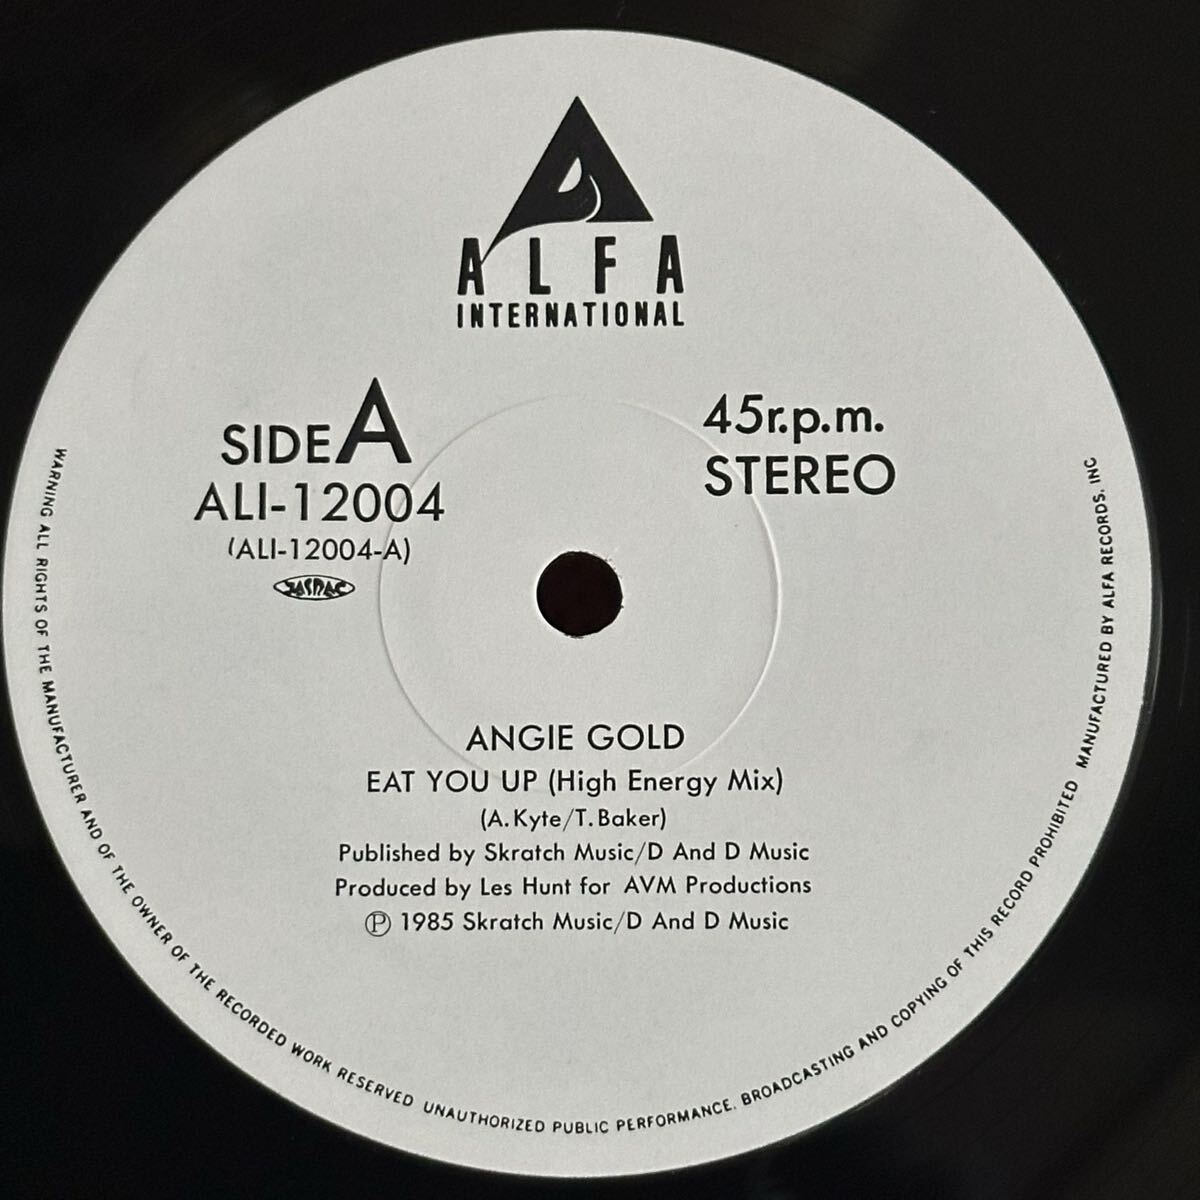 ALFA
INTERNATIONAL
SIDE A
ALI-12004
(ALI-12004-A)
JASRAC
45r.p.m.
STEREO
ANGIE GOLD
EAT YOU UP (High Energy Mix)
(A. Kyte/T. Baker)
Published by Skratch Music/D And D Music
Produced by Les Hunt for AVM Productions
Ⓟ 1985 Skratch Music/D And D Music
WARNING ALL RIGHTS OF THE MANUFACTURER AND OF THE OWNER OF THE RECORDED WORK RESERVED UNAUTHORIZED PUBLIC PERFORMANCE. BROADCASTING AND COPYING OF THIS RECORD PROHIBITED MANUFACTURED BY ALFA RECORDS, INC